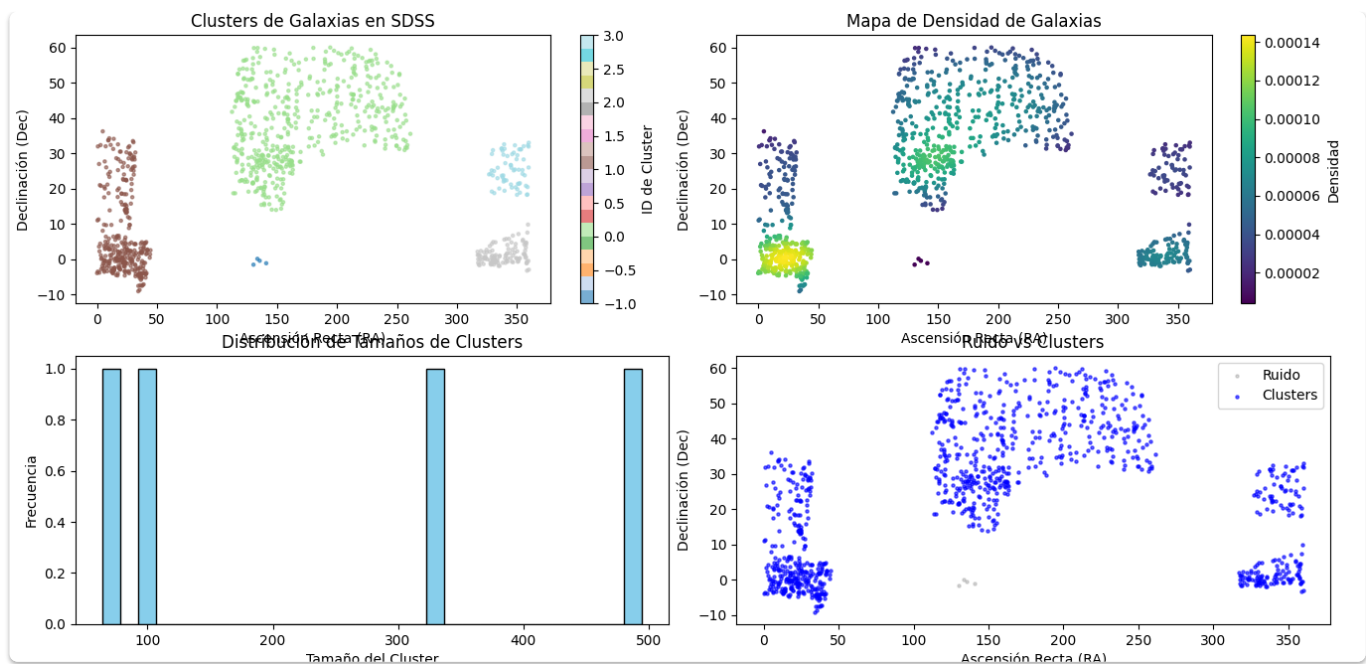 Clusters de Galaxias en SDSS
Declinación (Dec)
60
50
40
30
20
10
0
−10
0 50 100 150 200 250 300 350
Ascensión Recta (RA)
3.0
2.5
2.0
1.5
1.0
0.5
0.0
−0.5
−1.0
ID de Cluster
Mapa de Densidad de Galaxias
Declinación (Dec)
60
50
40
30
20
10
0
−10
0 50 100 150 200 250 300 350
Ascensión Recta (RA)
0.00014
0.00012
0.00010
0.00008
0.00006
0.00004
0.00002
Densidad
Distribución de Tamaños de Clusters
Frecuencia
1.0
0.8
0.6
0.4
0.2
0.0
100 200 300 400 500
Tamaño del Cluster
Ruido vs Clusters
Declinación (Dec)
60
50
40
30
20
10
0
−10
0 50 100 150 200 250 300 350
Ascensión Recta (RA)
Ruido
Clusters